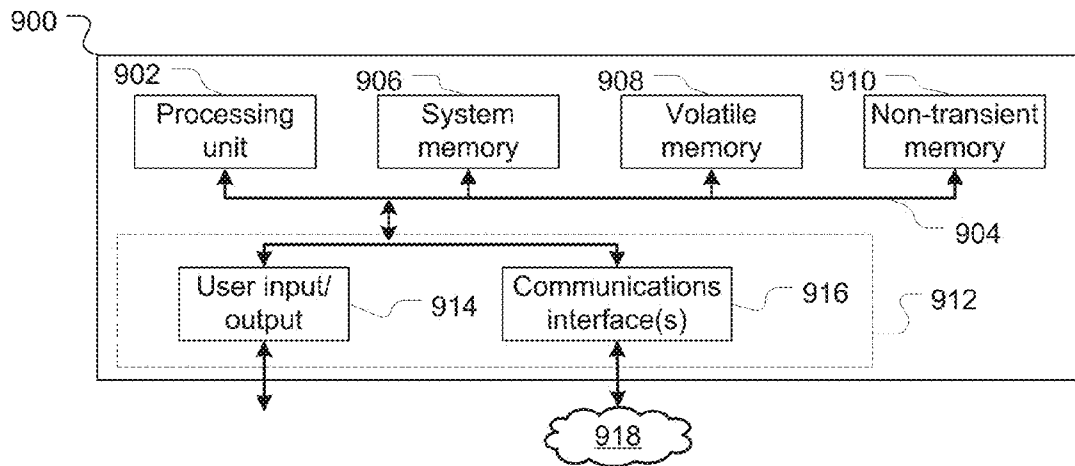 900
902
906
908
910
Processing
unit
System
memory
Volatile
memory
Non-transient
memory
904
User input/
output
914
Communications
interface(s)
916
912
918